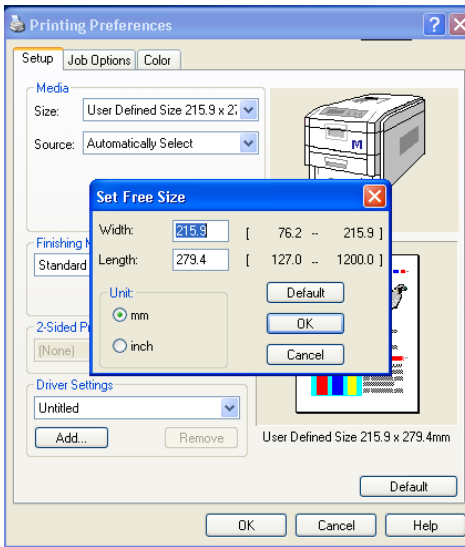 Printing Preferences
Setup Job Options Color
Media
Size: User Defined Size 215.9 x 27
Source: Automatically Select
M
Set Free Size
Width: 215.9 [ 76.2 -- 215.9 ]
Length: 279.4 [ 127.0 -- 1200.0 ]
Unit:
mm
inch
Default
OK
Cancel
Finishing
Standard
2-Sided
(None)
Driver Settings
Untitled
Add... Remove
User Defined Size 215.9 x 279.4mm
Default
OK Cancel Help